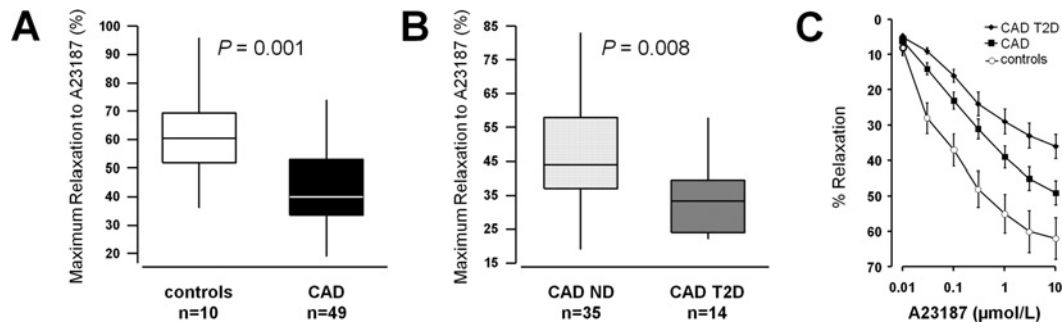 A
Maximum Relaxation to A23187 (%)
100
90
80
70
60
50
40
30
20
P = 0.001
controls
n=10
CAD
n=49
B
Maximum Relaxation to A23187 (%)
85
75
65
55
45
35
25
15
P = 0.008
CAD ND
n=35
CAD T2D
n=14
C
% Relaxation
0
10
20
30
40
50
60
70
CAD T2D
CAD
controls
0.01
0.1
1
10
A23187 (µmol/L)